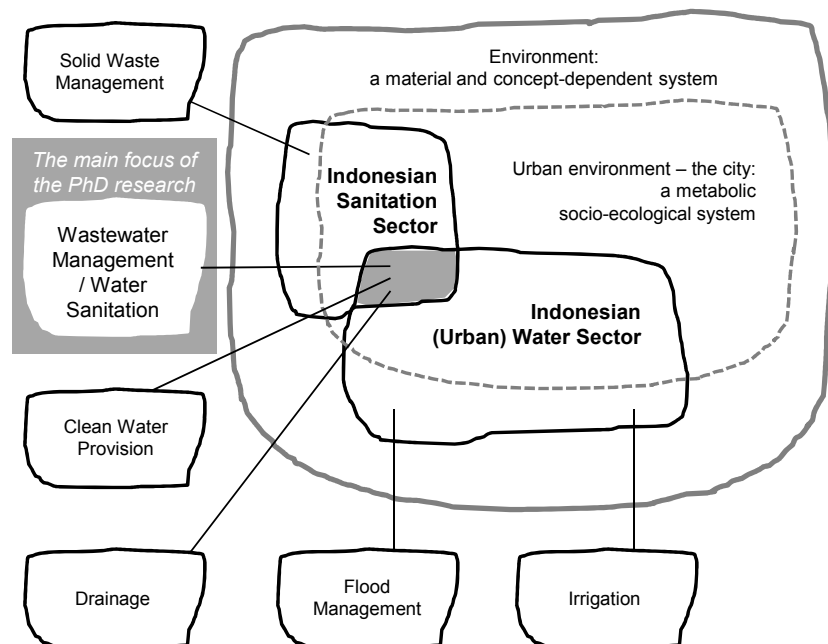 Solid Waste
Management
Environment:
a material and concept-dependent system
The main focus of
the PhD research
Indonesian
Sanitation
Sector
Urban environment – the city:
a metabolic
socio-ecological system
Wastewater
Management
/ Water
Sanitation
Indonesian
(Urban) Water Sector
Clean Water
Provision
Drainage
Flood
Management
Irrigation